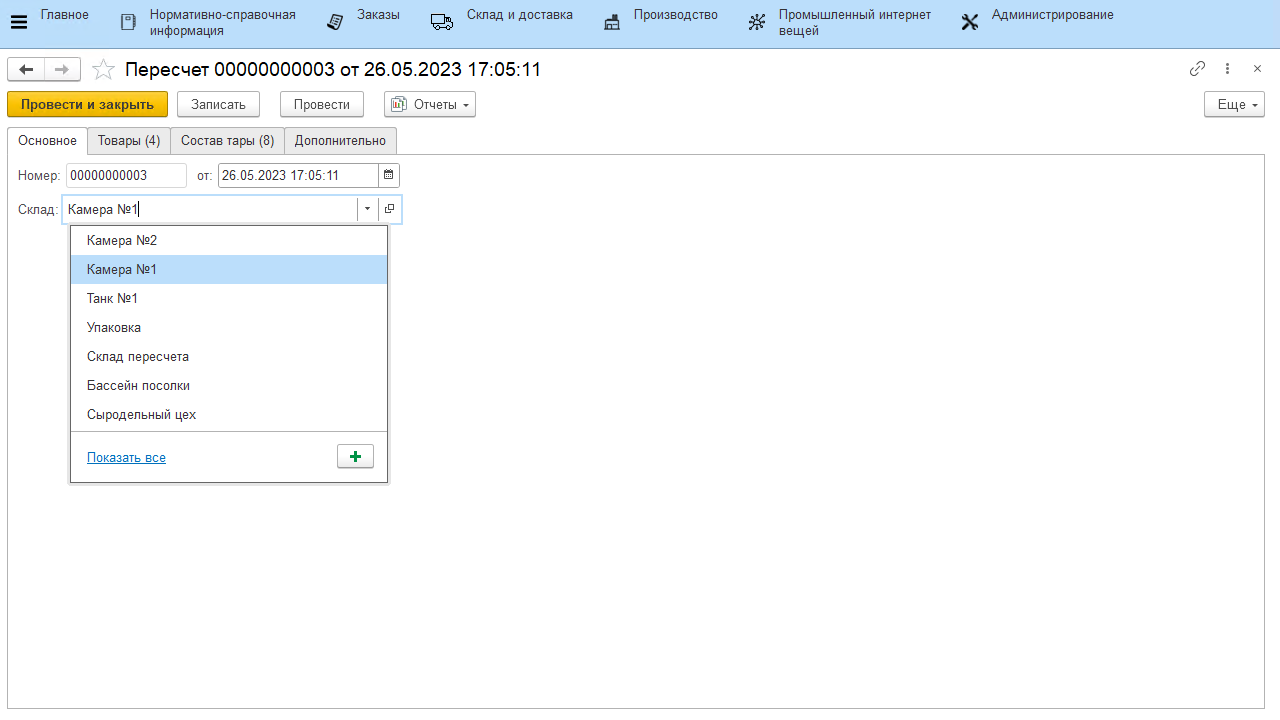 Главное
Нормативно-справочная
информация
Заказы
Склад и доставка
Производство
Промышленный интернет
вещей
Администрирование
Пересчет 00000000003 от 26.05.2023 17:05:11
Провести и закрыть
Записать
Провести
Отчеты
Еще
Основное
Товары (4)
Состав тары (8)
Дополнительно
Номер: 00000000003 от: 26.05.2023 17:05:11
Склад: Камера №1
Камера №2
Камера №1
Танк №1
Упаковка
Склад пересчета
Бассейн посолки
Сыродельный цех
Показать все